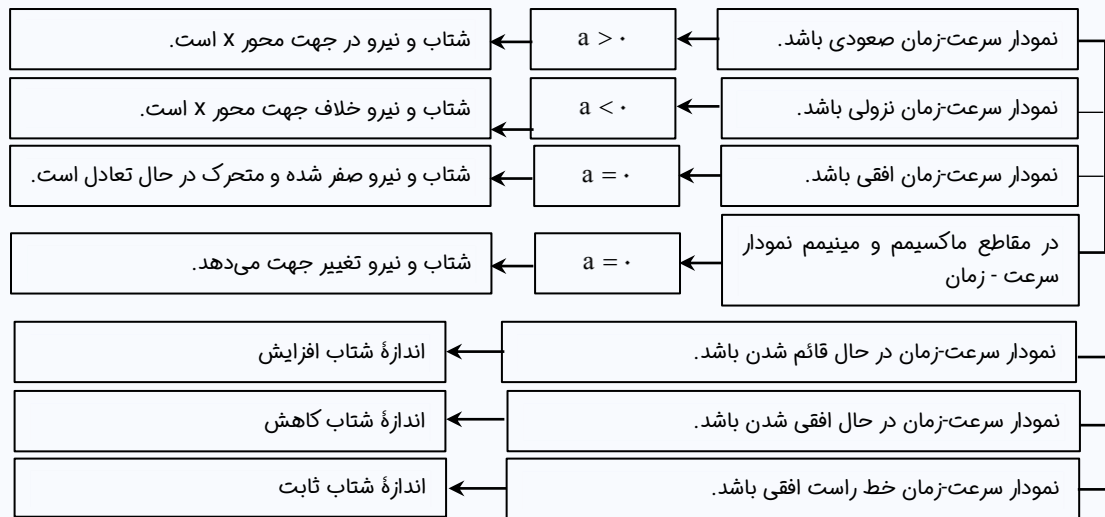 نمودار سرعت-زمان صعودی باشد.
a > ۰
شتاب و نیرو در جهت محور x است.
نمودار سرعت-زمان نزولی باشد.
a < ۰
شتاب و نیرو خلاف جهت محور x است.
نمودار سرعت-زمان افقی باشد.
a = ۰
شتاب و نیرو صفر شده و متحرک در حال تعادل است.
در مقاطع ماکسیمم و مینیمم نمودار
سرعت - زمان
a = ۰
شتاب و نیرو تغییر جهت می‌دهد.
نمودار سرعت-زمان در حال قائم شدن باشد.
اندازهٔ شتاب افزایش
نمودار سرعت-زمان در حال افقی شدن باشد.
اندازهٔ شتاب کاهش
نمودار سرعت-زمان خط راست افقی باشد.
اندازهٔ شتاب ثابت